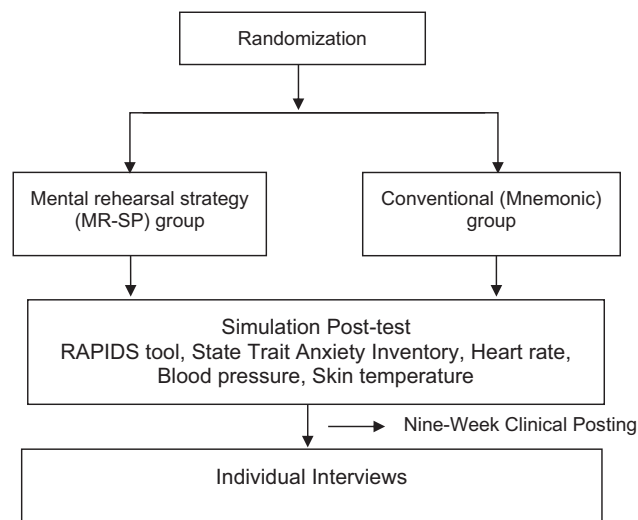 Randomization
Mental rehearsal strategy
(MR-SP) group
Conventional (Mnemonic)
group
Simulation Post-test
RAPIDS tool, State Trait Anxiety Inventory, Heart rate,
Blood pressure, Skin temperature
Nine-Week Clinical Posting
Individual Interviews